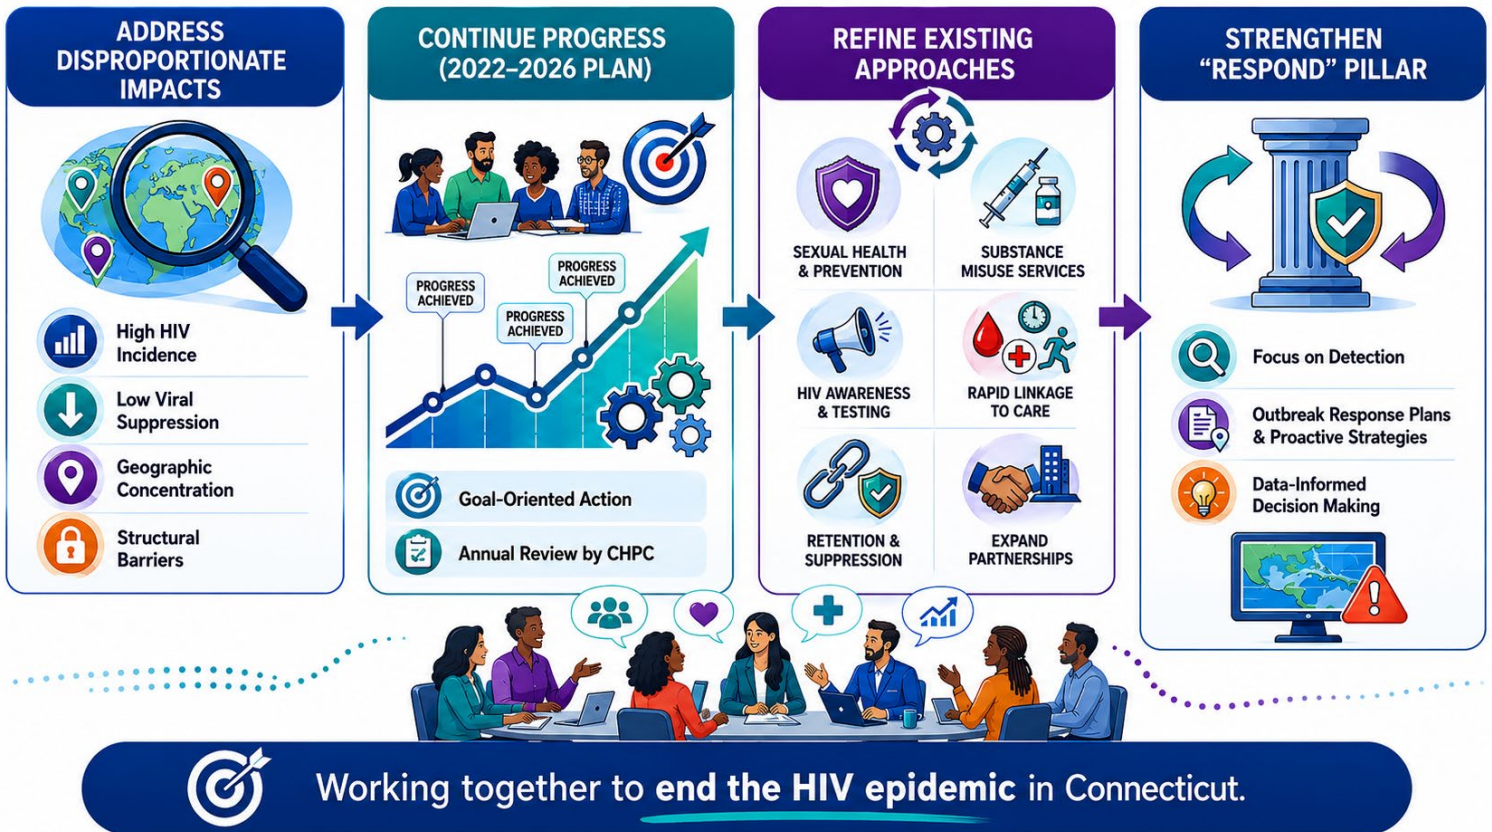 ADDRESS
DISPROPORTIONATE
IMPACTS
High HIV
Incidence
Low Viral
Suppression
Geographic
Concentration
Structural
Barriers
CONTINUE PROGRESS
(2022–2026 PLAN)
PROGRESS
ACHIEVED
PROGRESS
ACHIEVED
PROGRESS
ACHIEVED
Goal-Oriented Action
Annual Review by CHPC
REFINE EXISTING
APPROACHES
SEXUAL HEALTH
& PREVENTION
SUBSTANCE
MISUSE SERVICES
HIV AWARENESS
& TESTING
RAPID LINKAGE
TO CARE
RETENTION &
SUPPRESSION
EXPAND
PARTNERSHIPS
STRENGTHEN
“RESPOND” PILLAR
Focus on Detection
Outbreak Response Plans
& Proactive Strategies
Data-Informed
Decision Making
Working together to end the HIV epidemic in Connecticut.